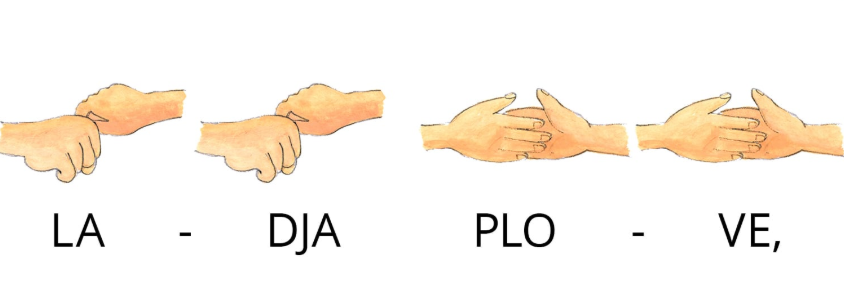 LA - DJA PLO - VE,